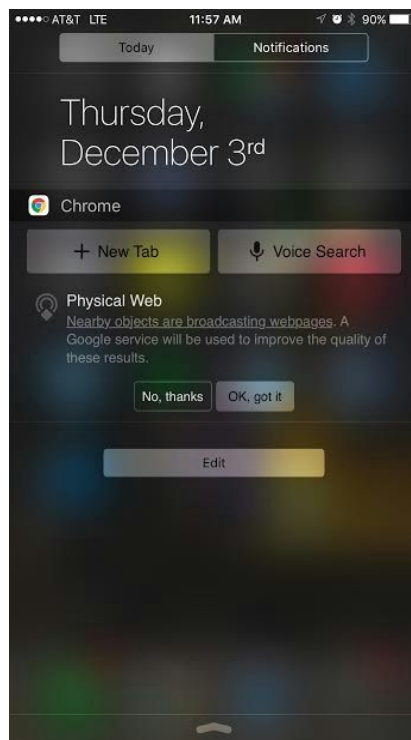 AT&T LTE 11:57 AM 90%
Today Notifications
Thursday,
December 3rd
Chrome
+ New Tab Voice Search
Physical Web
Nearby objects are broadcasting webpages. A
Google service will be used to improve the quality of
these results.
No, thanks OK, got it
Edit